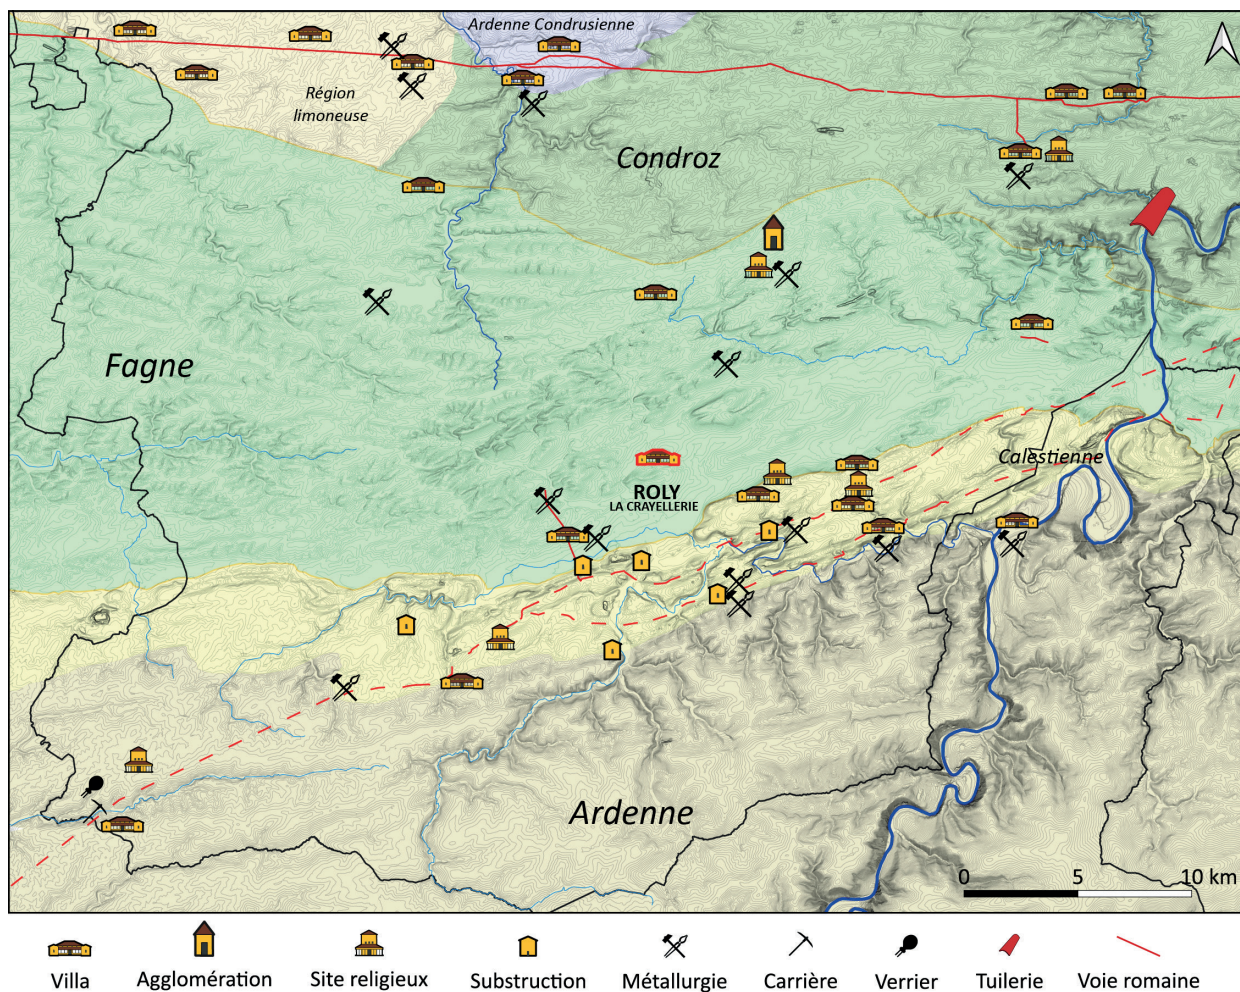 Ardenne Condrusienne
Région
limoneuse
Condroz
Fagne
Calestienne
ROLY
LA CRAYELLERIE
Ardenne
0 5 10 km
Villa
Agglomération
Site religieux
Substruction
Métallurgie
Carrière
Verrier
Tuilerie
Voie romaine